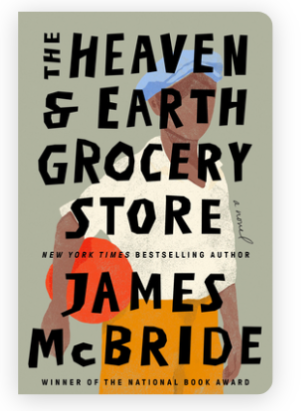 THE HEAVEN
& EARTH
GROCERY
STORE
a novel
NEW YORK TIMES BESTSELLING AUTHOR
JAMES
McBRIDE
WINNER OF THE NATIONAL BOOK AWARD